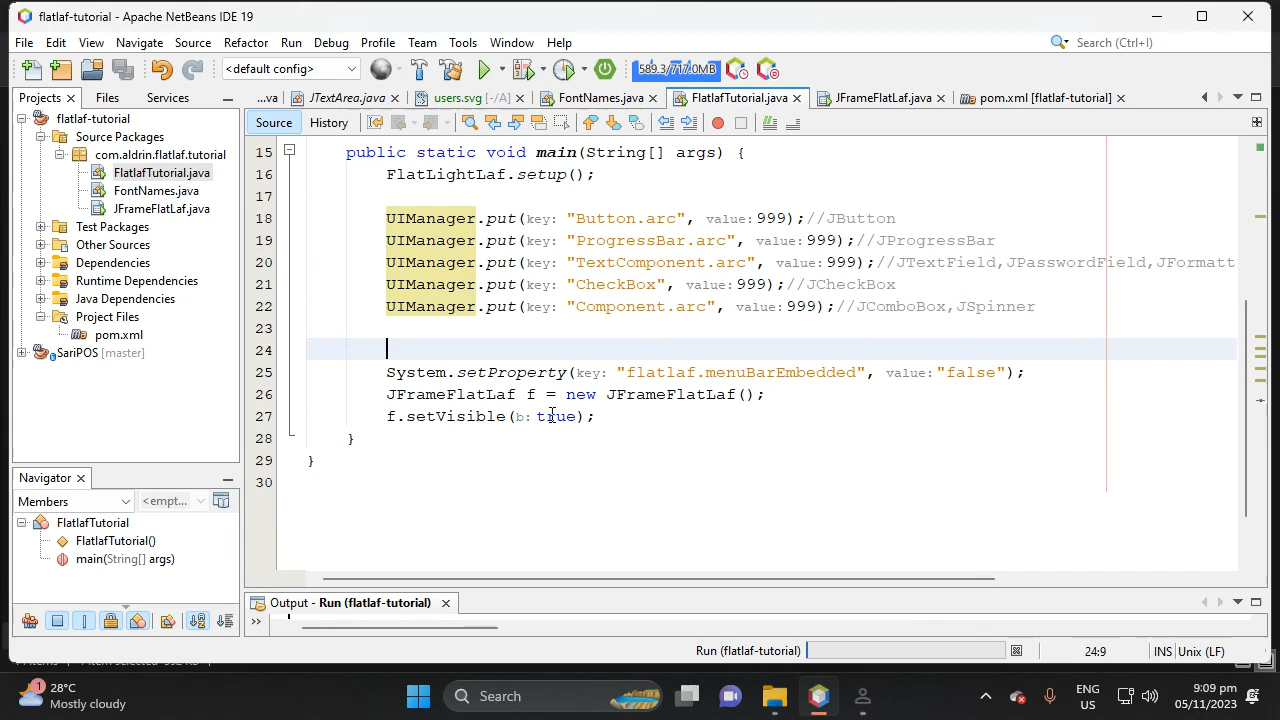 flatlaf-tutorial - Apache NetBeans IDE 19
File Edit View Navigate Source Refactor Run Debug Profile Team Tools Window Help
Search (Ctrl+I)
<default config>
589.3/717.0MB
Projects Files Services
...va JTextArea.java users.svg [-/A] FontNames.java FlatlafTutorial.java JFrameFlatLaf.java pom.xml [flatlaf-tutorial]
Source History
flatlaf-tutorial
Source Packages
com.aldrin.flatlaf.tutorial
FlatlafTutorial.java
FontNames.java
JFrameFlatLaf.java
Test Packages
Other Sources
Dependencies
Runtime Dependencies
Java Dependencies
Project Files
pom.xml
SariPOS [master]
15 public static void main(String[] args) {
16 FlatLightLaf.setup();
17
18 UIManager.put(key: "Button.arc", value: 999);//JButton
19 UIManager.put(key: "ProgressBar.arc", value: 999);//JProgressBar
20 UIManager.put(key: "TextComponent.arc", value: 999);//JTextField,JPasswordField,JFormatt
21 UIManager.put(key: "CheckBox", value: 999);//JCheckBox
22 UIManager.put(key: "Component.arc", value: 999);//JComboBox,JSpinner
23
24
25 System.setProperty(key: "flatlaf.menuBarEmbedded", value: "false");
26 JFrameFlatLaf f = new JFrameFlatLaf();
27 f.setVisible(b: true);
28 }
29 }
30
Navigator
Members <empt...
FlatlafTutorial
FlatlafTutorial()
main(String[] args)
Output - Run (flatlaf-tutorial)
Run (flatlaf-tutorial) 24:9 INS Unix (LF)
1
28°C
Mostly cloudy
Search
ENG
US
9:09 pm
05/11/2023